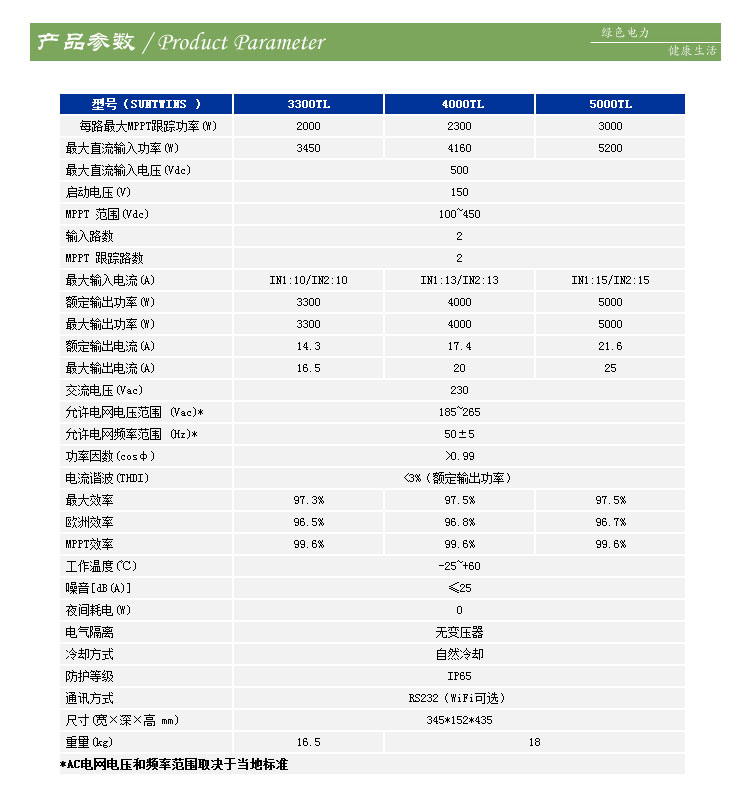 产品参数 / Product Parameter
绿色电力
健康生活
型号(SUNTWINS ) 3300TL 4000TL 5000TL
每路最大MPPT跟踪功率(W) 2000 2300 3000
最大直流输入功率(W) 3450 4160 5200
最大直流输入电压(Vdc) 500
启动电压(V) 150
MPPT 范围(Vdc) 100~450
输入路数 2
MPPT 跟踪路数 2
最大输入电流(A) IN1:10/IN2:10 IN1:13/IN2:13 IN1:15/IN2:15
额定输出功率(W) 3300 4000 5000
最大输出功率(W) 3300 4000 5000
额定输出电流(A) 14.3 17.4 21.6
最大输出电流(A) 16.5 20 25
交流电压(Vac) 230
允许电网电压范围 (Vac)* 185~265
允许电网频率范围 (Hz)* 50±5
功率因数(cosφ) >0.99
电流谐波(THDI) <3%(额定输出功率)
最大效率 97.3% 97.5% 97.5%
欧洲效率 96.5% 96.8% 96.7%
MPPT效率 99.6% 99.6% 99.6%
工作温度(℃) -25~+60
噪音[dB(A)] ≤25
夜间耗电(W) 0
电气隔离 无变压器
冷却方式 自然冷却
防护等级 IP65
通讯方式 RS232(WiFi可选)
尺寸(宽×深×高 mm) 345*152*435
重量(kg) 16.5 18
*AC电网电压和频率范围取决于当地标准